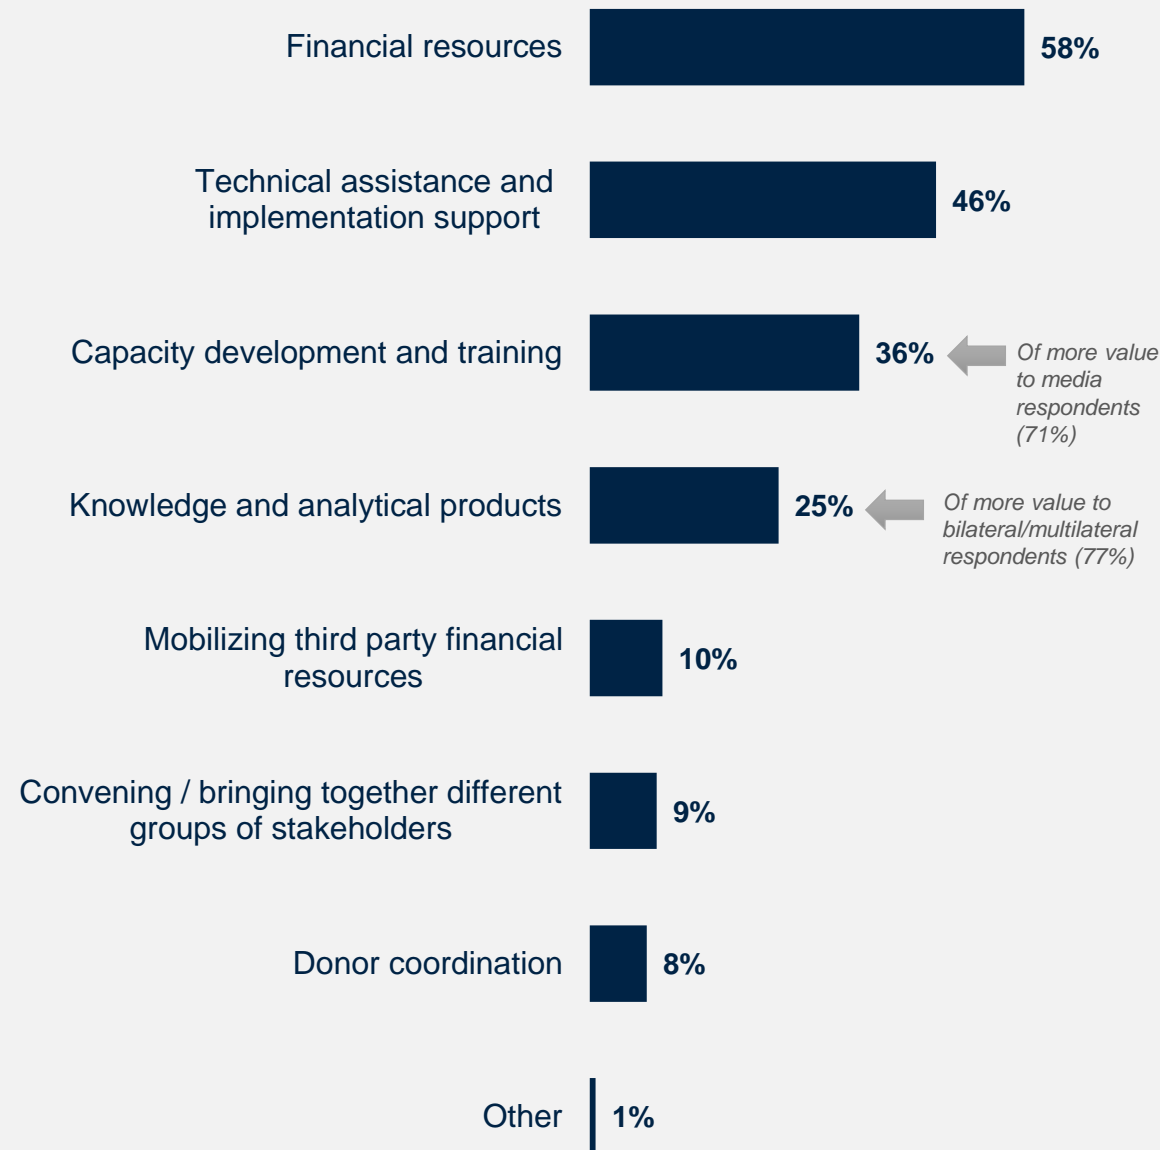 Financial resources
58%
Technical assistance and
implementation support
46%
Capacity development and training
36%
Of more value
to media
respondents
(71%)
Knowledge and analytical products
25%
Of more value to
bilateral/multilateral
respondents (77%)
Mobilizing third party financial
resources
10%
Convening / bringing together different
groups of stakeholders
9%
Donor coordination
8%
Other
1%